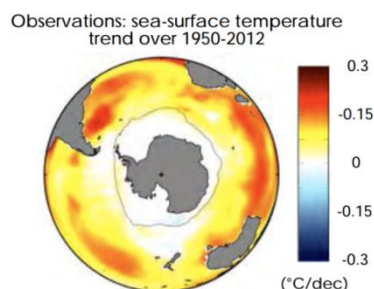 Observations: sea-surface temperature
trend over 1950-2012
0.3
-0.15
0
-0.15
-0.3
(°C/dec)